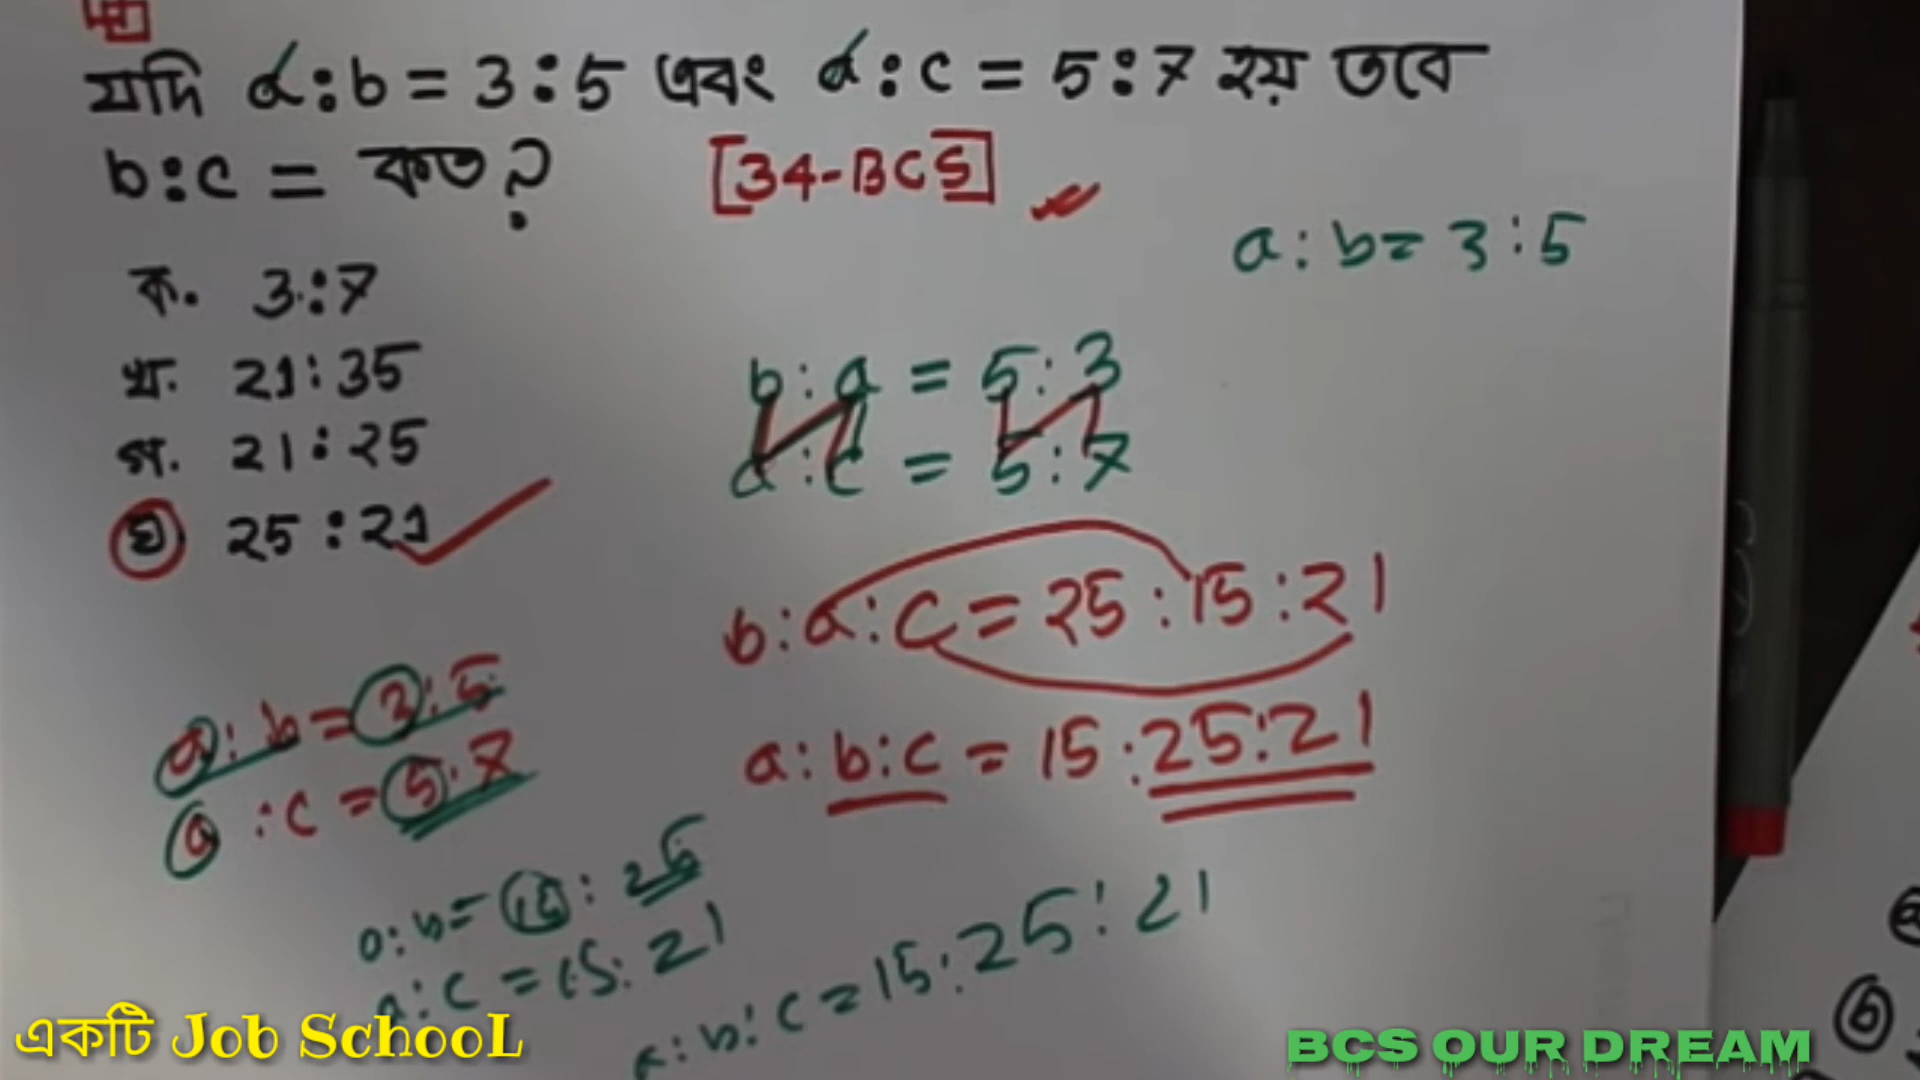 যদি a:b = 3:5 এবং a:c = 5:7 হয় তবে
b:c = কত?
[34-BCS]
ক. 3:7
খ. 21:35
গ. 21:25
ঘ 25:21
a:b = 3:5
b:a = 5:3
a:c = 5:7
b:a:c = 25:15:21
a:b:c = 15:25:21
a:b = 3:5
a:c = 5:7
a:b = 15:25
a:c = 15:21
a:b:c = 15:25:21
একটি Job SchooL
BCS OUR DREAM